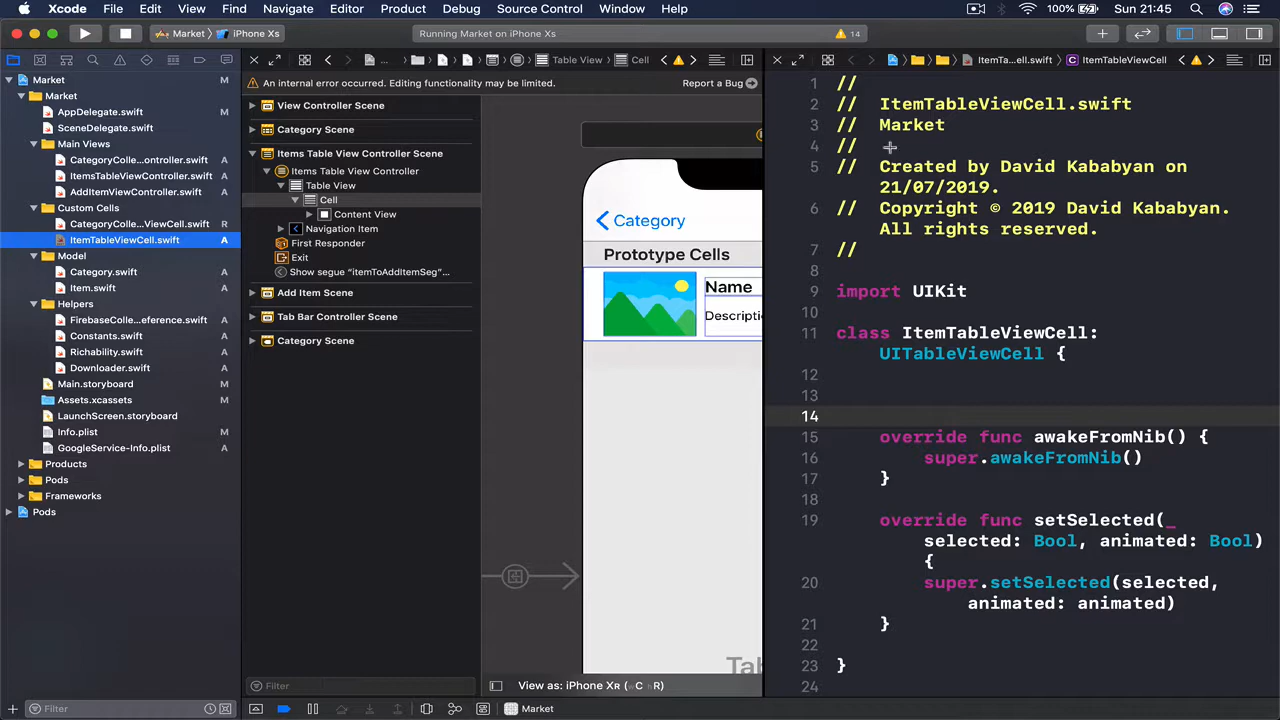 Xcode File Edit View Find Navigate Editor Product Debug Source Control Window Help 100% Sun 21:45
Market iPhone Xs Running Market on iPhone Xs 14
Table View Cell
ItemTa…ell.swift ItemTableViewCell
An internal error occurred. Editing functionality may be limited. Report a Bug
Market M
Market
AppDelegate.swift A
SceneDelegate.swift A
Main Views
CategoryColle…ontroller.swift A
ItemsTableViewController.swift A
AddItemViewController.swift A
Custom Cells
CategoryCollec…ViewCell.swift R
ItemTableViewCell.swift A
Model
Category.swift A
Item.swift A
Helpers
FirebaseColle…eference.swift A
Constants.swift A
Richability.swift A
Downloader.swift A
Main.storyboard M
Assets.xcassets A
LaunchScreen.storyboard A
Info.plist M
GoogleService-Info.plist A
Products
Pods
Frameworks
Pods
Filter
View Controller Scene
Category Scene
Items Table View Controller Scene
Items Table View Controller
Table View
Cell
Content View
Navigation Item
First Responder
Exit
Show segue “itemToAddItemSeg”...
Add Item Scene
Tab Bar Controller Scene
Category Scene
Filter
Category
Prototype Cells
Name
Descripti
Tab
View as: iPhone XR (wC hR)
Market
1 //
2 // ItemTableViewCell.swift
3 // Market
4 //
5 // Created by David Kababyan on
21/07/2019.
6 // Copyright © 2019 David Kababyan.
All rights reserved.
7 //
8
9 import UIKit
10
11 class ItemTableViewCell:
UITableViewCell {
12
13
14
15 override func awakeFromNib() {
16 super.awakeFromNib()
17 }
18
19 override func setSelected(_
selected: Bool, animated: Bool)
{
20 super.setSelected(selected,
animated: animated)
21 }
22
23 }
24